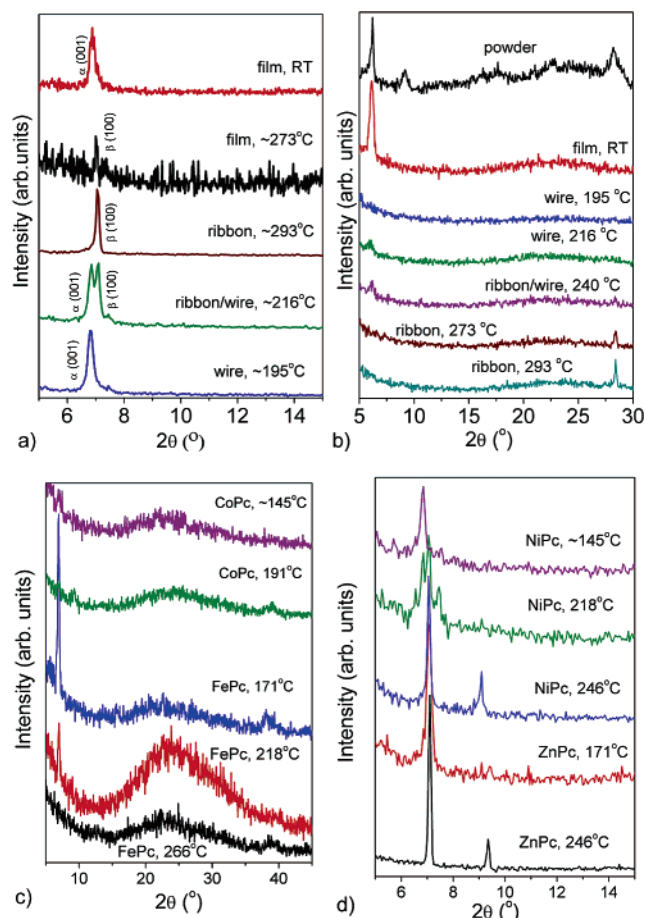 α (001)
film, RT
β (100)
film, ~273°C
β (100)
ribbon, ~293°C
α (001)
β (100)
ribbon/wire, ~216°C
α (001)
wire, ~195°C
Intensity (arb.units)
6 8 10 12 14
2θ (O)
a)
powder
film, RT
wire, 195 °C
wire, 216 °C
ribbon/wire, 240 °C
ribbon, 273 °C
ribbon, 293 °C
Intensity (arb. units)
5 10 15 20 25 30
2θ (°)
b)
CoPc, ~145°C
CoPc, 191°C
FePc, 171°C
FePc, 218°C
FePc, 266°C
Intensity (arb. units)
10 20 30 40
2θ (°)
c)
NiPc, ~145°C
NiPc, 218°C
NiPc, 246°C
ZnPc, 171°C
ZnPc, 246°C
Intensity (arb. units)
6 8 10 12 14
2θ (°)
d)